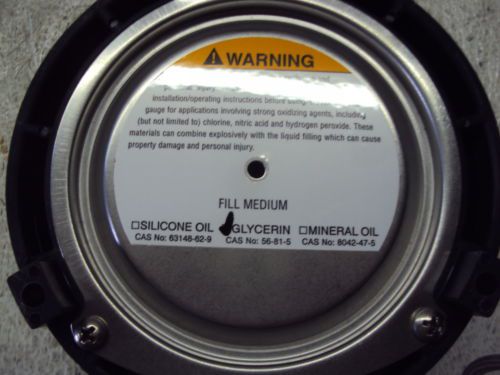 WARNING
personal injury.
installation/operating instructions before using
gauge for applications involving strong oxidizing agents, including
(but not limited to) chlorine, nitric acid and hydrogen peroxide. These
materials can combine explosively with the liquid filling which can cause
property damage and personal injury.
FILL MEDIUM
☐SILICONE OIL GLYCERIN ☐MINERAL OIL
CAS No: 63148-62-9 CAS No: 56-81-5 CAS No: 8042-47-5